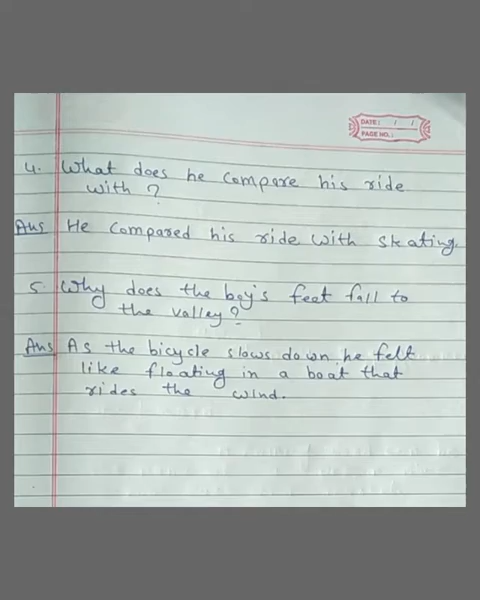 DATE: / /
PAGE NO.:
4. What does he compare his ride
with ?
Ans He compared his ride with skating.
5. Why does the boy's feet fall to
the valley?
Ans As the bicycle slows down he felt
like floating in a boat that
rides the wind.